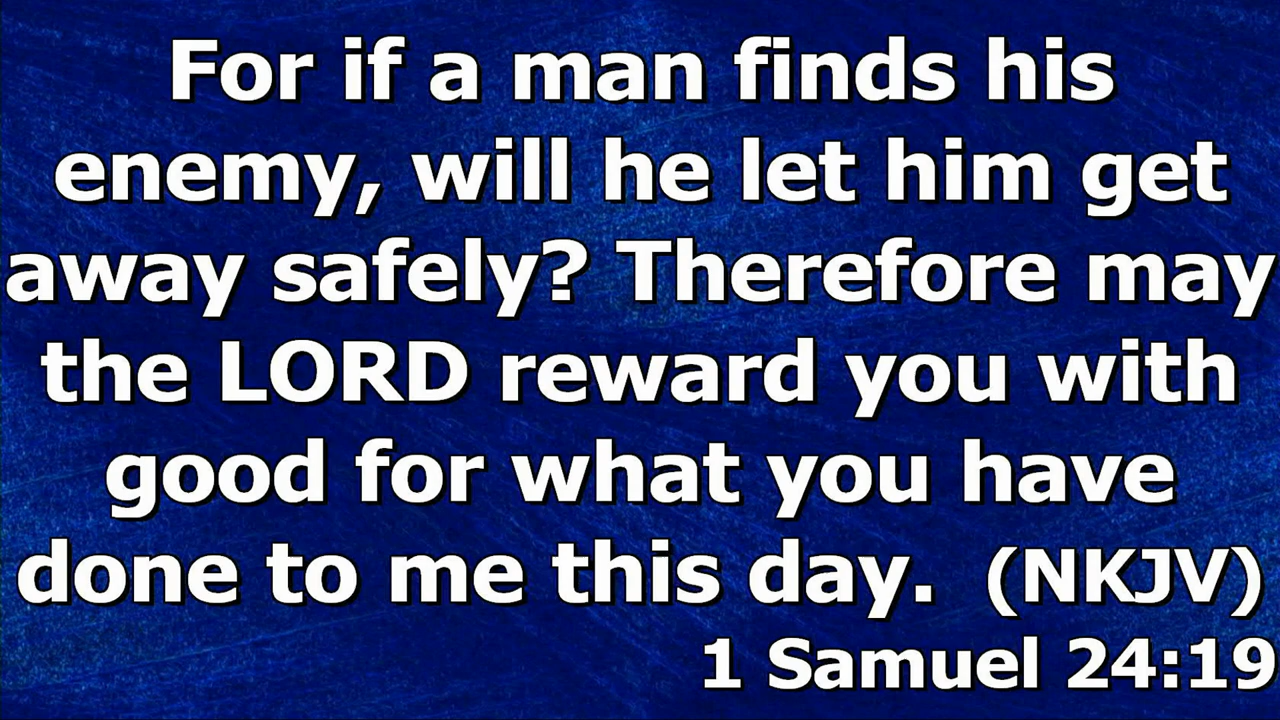 For if a man finds his
enemy, will he let him get
away safely? Therefore may
the LORD reward you with
good for what you have
done to me this day.  (NKJV)
1 Samuel 24:19